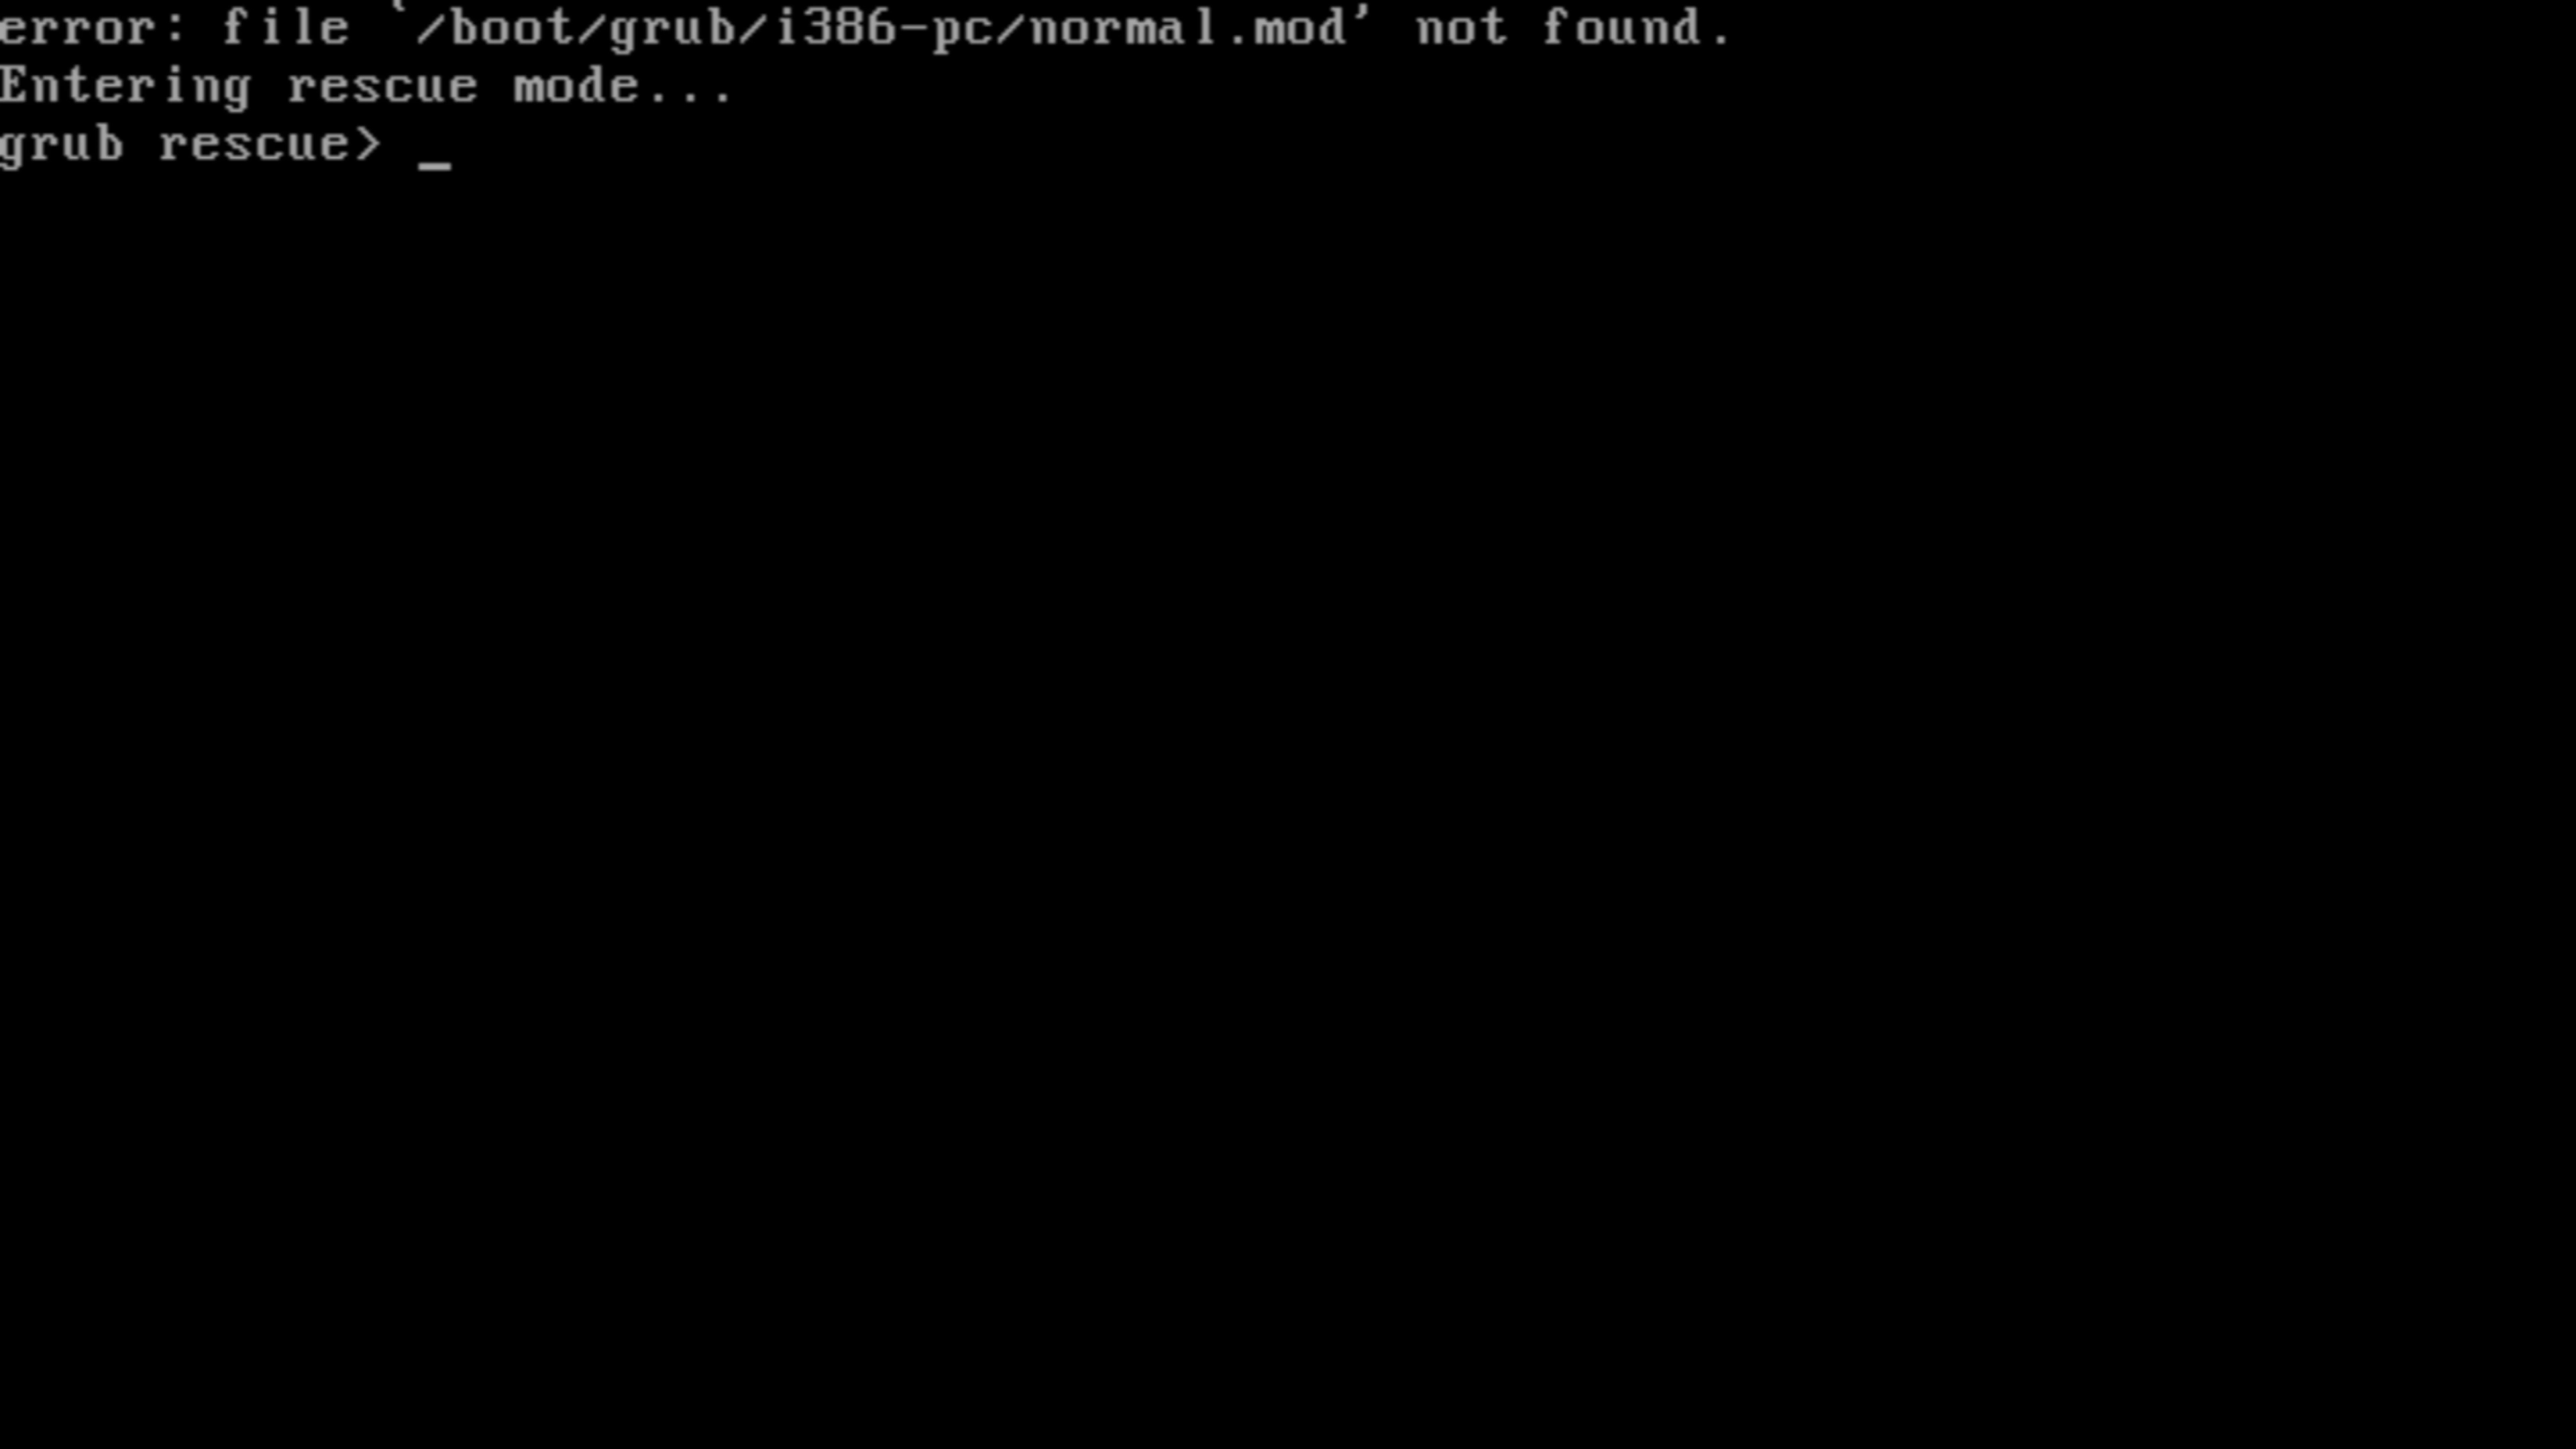 error: file `/boot/grub/i386-pc/normal.mod' not found.
Entering rescue mode...
grub rescue> _